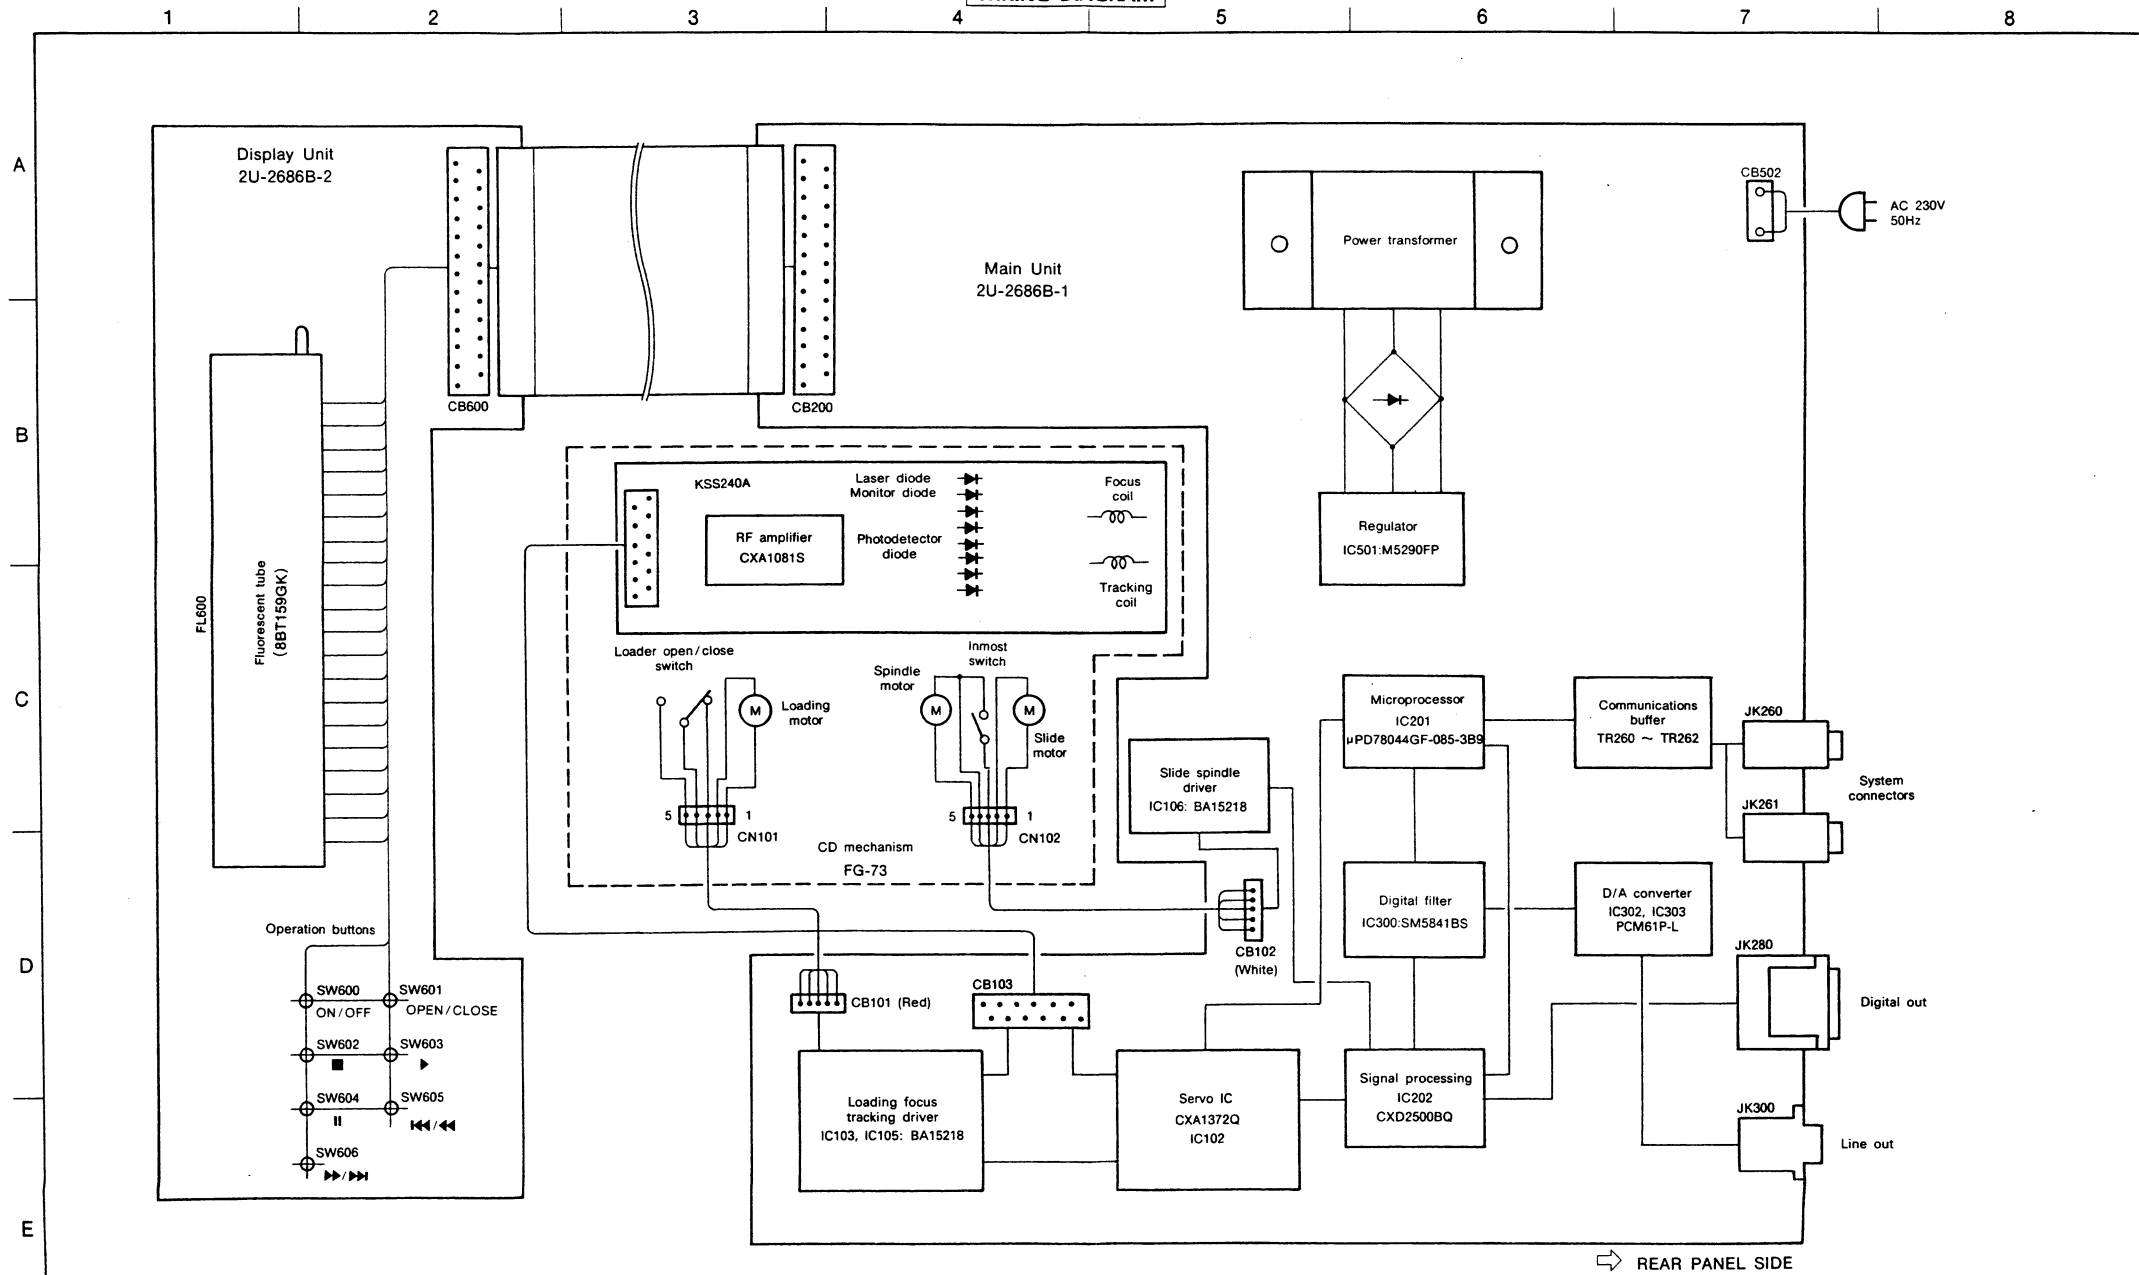 WIRING DIAGRAM
1 2 3 4 5 6 7 8
A
B
C
D
E
Display Unit
2U-2686B-2
CB600
CB200
Main Unit
2U-2686B-1
Power transformer
CB502
AC 230V
50Hz
FL600
Fluorescent tube
(8BT159GK)
KSS240A
RF amplifier
CXA1081S
Laser diode
Monitor diode
Photodetector
diode
Focus
coil
Tracking
coil
Regulator
IC501:M5290FP
Loader open/close
switch
Loading
motor
M
5
1
CN101
Spindle
motor
M
Inmost
switch
M
Slide
motor
5
1
CN102
CD mechanism
FG-73
Slide spindle
driver
IC106: BA15218
Microprocessor
IC201
µPD78044GF-085-3B9
Communications
buffer
TR260 ~ TR262
JK260
JK261
System
connectors
Digital filter
IC300:SM5841BS
D/A converter
IC302, IC303
PCM61P-L
CB102
(White)
JK280
Digital out
Operation buttons
SW600
ON/OFF
SW601
OPEN/CLOSE
SW602
■
SW603
▶
SW604
II
SW605
I◀◀/◀◀
SW606
▶▶/▶▶I
CB101 (Red)
CB103
Loading focus
tracking driver
IC103, IC105: BA15218
Servo IC
CXA1372Q
IC102
Signal processing
IC202
CXD2500BQ
JK300
Line out
REAR PANEL SIDE